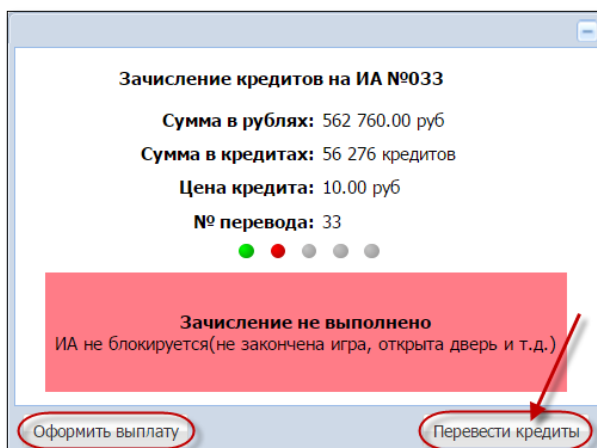 Зачисление кредитов на ИА №033
Сумма в рублях: 562 760.00 руб
Сумма в кредитах: 56 276 кредитов
Цена кредита: 10.00 руб
№ перевода: 33
Зачисление не выполнено
ИА не блокируется(не закончена игра, открыта дверь и т.д.)
Оформить выплату Перевести кредиты